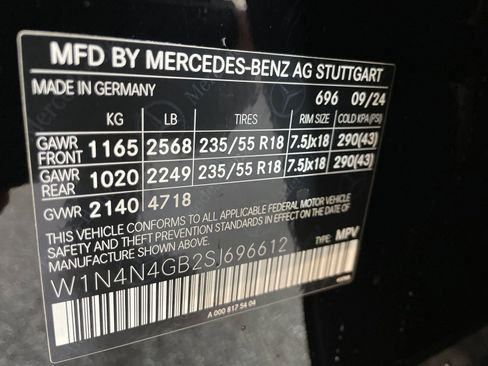 MFD BY MERCEDES-BENZ AG STUTTGART
MADE IN GERMANY 696 09/24
KG LB TIRES RIM SIZE COLD KPA(PSI)
GAWR FRONT 1165 2568 235/55 R18 7.5Jx18 290(43)
GAWR REAR 1020 2249 235/55 R18 7.5Jx18 290(43)
GVWR 2140 4718
THIS VEHICLE CONFORMS TO ALL APPLICABLE FEDERAL MOTOR VEHICLE
SAFETY AND THEFT PREVENTION STANDARDS IN EFFECT ON THE DATE OF
MANUFACTURE SHOWN ABOVE.
W1N4N4GB2SJ696612 TYPE: MPV
A 000 817 54 04